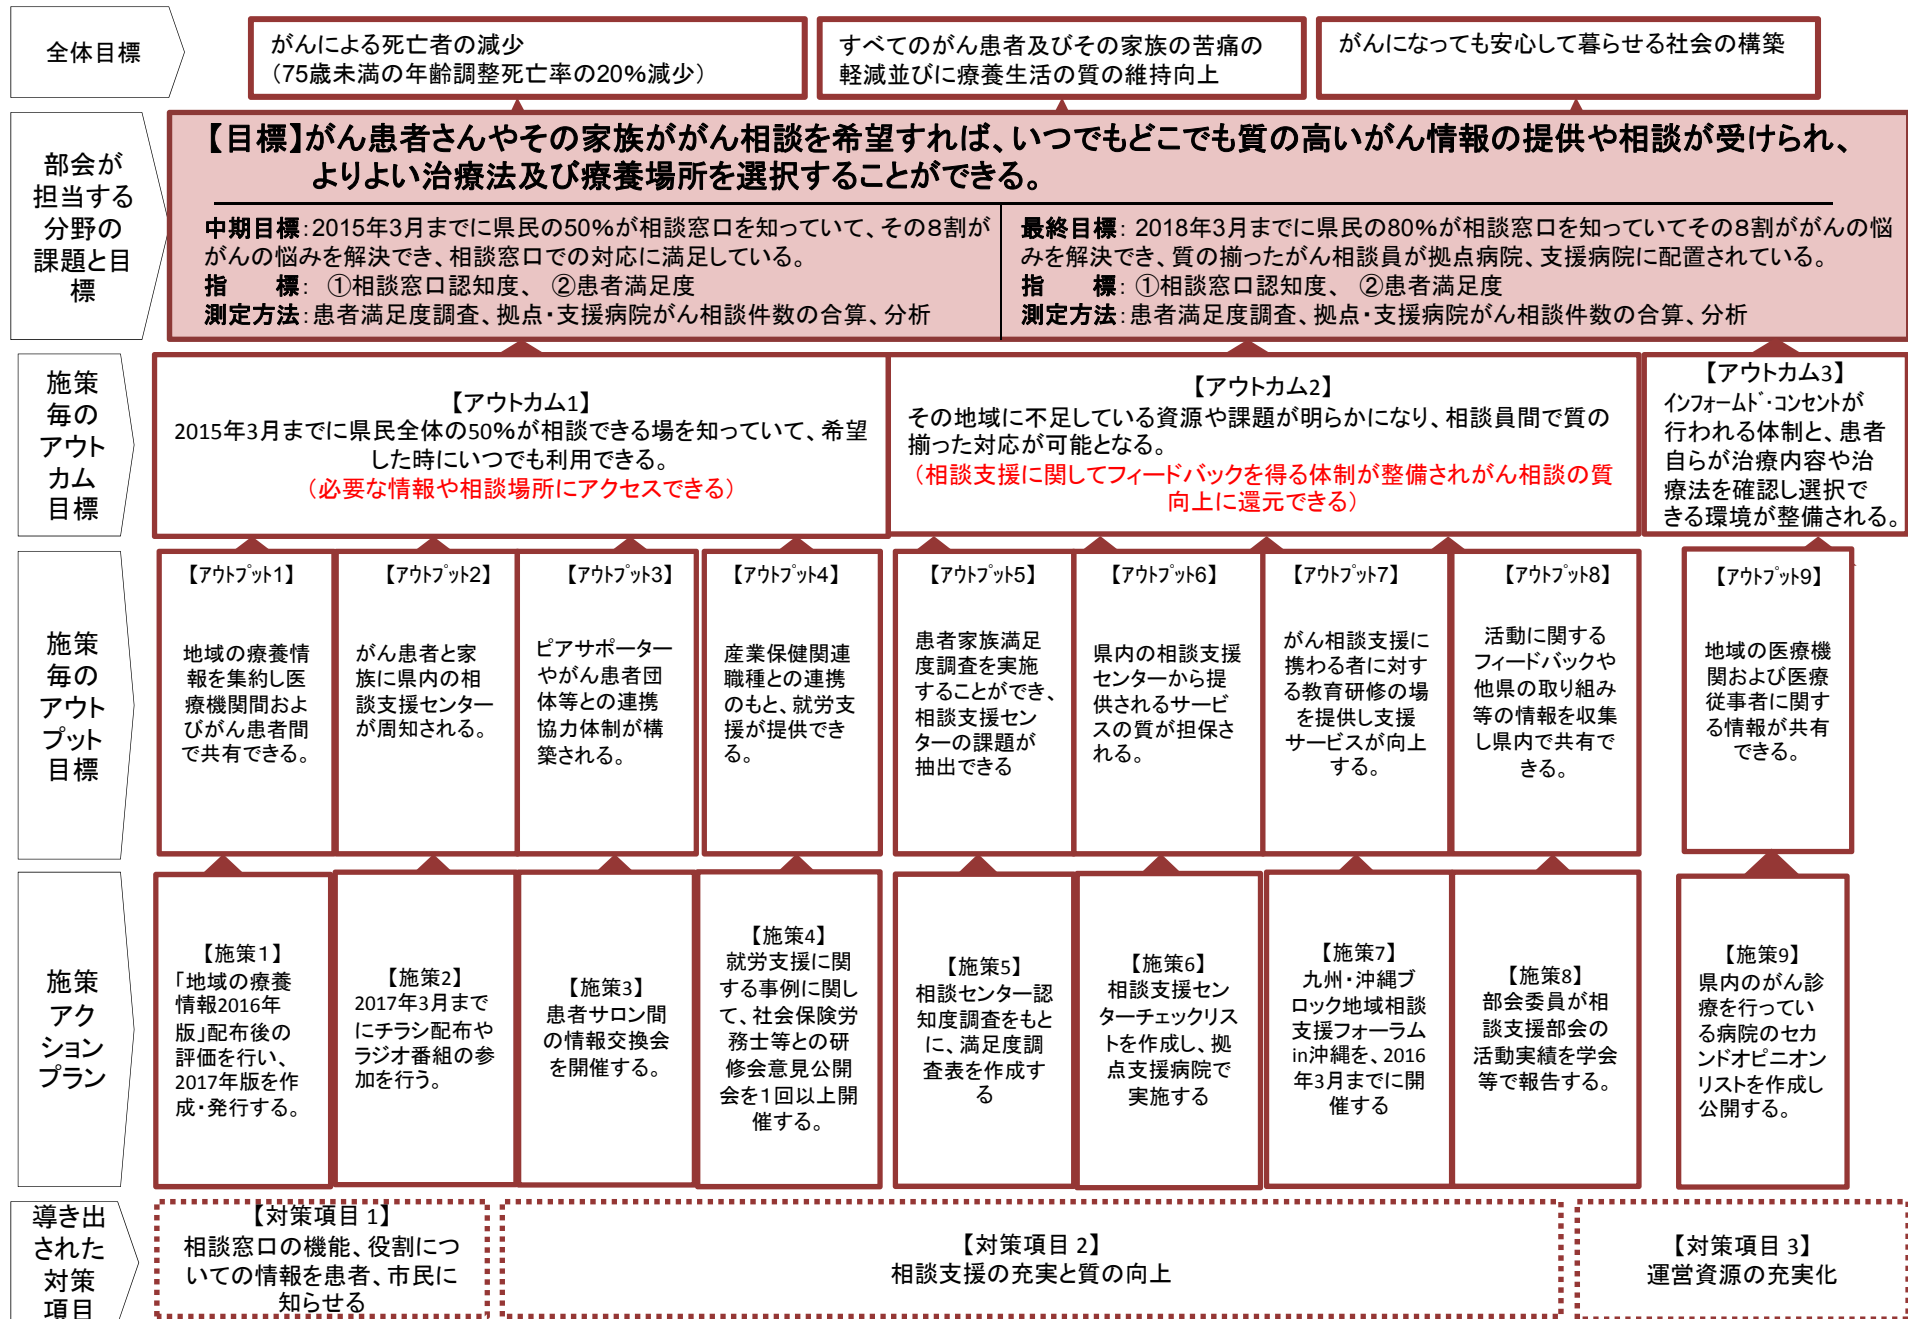 全体目標
がんによる死亡者の減少
（75歳未満の年齢調整死亡率の20％減少）
すべてのがん患者及びその家族の苦痛の
軽減並びに療養生活の質の維持向上
がんになっても安心して暮らせる社会の構築
部会が
担当する
分野の
課題と目
標
【目標】がん患者さんやその家族ががん相談を希望すれば、いつでもどこでも質の高いがん情報の提供や相談が受けられ、
よりよい治療法及び療養場所を選択することができる。
中期目標：2015年3月までに県民の50％が相談窓口を知っていて、その8割が
がんの悩みを解決でき、相談窓口での対応に満足している。
指　標： ①相談窓口認知度、 ②患者満足度
測定方法：患者満足度調査、拠点・支援病院がん相談件数の合算、分析
最終目標： 2018年3月までに県民の80％が相談窓口を知っていてその8割ががんの悩
みを解決でき、質の揃ったがん相談員が拠点病院、支援病院に配置されている。
指　標： ①相談窓口認知度、 ②患者満足度
測定方法：患者満足度調査、拠点・支援病院がん相談件数の合算、分析
施策
毎の
アウト
カム
目標
【アウトカム1】
2015年3月までに県民全体の50％が相談できる場を知っていて、希望
した時にいつでも利用できる。
（必要な情報や相談場所にアクセスできる）
【アウトカム2】
その地域に不足している資源や課題が明らかになり、相談員間で質の
揃った対応が可能となる。
（相談支援に関してフィードバックを得る体制が整備されがん相談の質
向上に還元できる）
【アウトカム3】
ｲﾝﾌｫｰﾑﾄﾞ・コンセントが
行われる体制と、患者
自らが治療内容や治
療法を確認し選択で
きる環境が整備される。
施策
毎の
アウト
プット
目標
【ｱｳﾄﾌﾟｯﾄ1】
地域の療養情
報を集約し医
療機関間およ
びがん患者間
で共有できる。
【ｱｳﾄﾌﾟｯﾄ2】
がん患者と家
族に県内の相
談支援センター
が周知される。
【ｱｳﾄﾌﾟｯﾄ3】
ピアサポーター
やがん患者団
体等との連携
協力体制が構
築される。
【ｱｳﾄﾌﾟｯﾄ4】
産業保健関連
職種との連携
のもと、就労支
援が提供でき
る。
【ｱｳﾄﾌﾟｯﾄ5】
患者家族満足
度調査を実施
することができ、
相談支援セン
ターの課題が
抽出できる
【ｱｳﾄﾌﾟｯﾄ6】
県内の相談支援
センターから提
供されるサービ
スの質が担保さ
れる。
【ｱｳﾄﾌﾟｯﾄ7】
がん相談支援に
携わる者に対す
る教育研修の場
を提供し支援
サービスが向上
する。
【ｱｳﾄﾌﾟｯﾄ8】
活動に関する
フィードバックや
他県の取り組み
等の情報を収集
し県内で共有で
きる。
【ｱｳﾄﾌﾟｯﾄ9】
地域の医療機
関および医療
従事者に関す
る情報が共有
できる。
施策
アク
ション
プラン
【施策１】
「地域の療養
情報2016年
版」配布後の
評価を行い、
2017年版を作
成・発行する。
【施策2】
2017年3月まで
にチラシ配布や
ラジオ番組の参
加を行う。
【施策3】
患者サロン間
の情報交換会
を開催する。
【施策4】
就労支援に関
する事例に関し
て、社会保険労
務士等との研
修会意見公開
会を1回以上開
催する。
【施策5】
相談センター認
知度調査をもと
に、満足度調
査表を作成す
る
【施策6】
相談支援セン
ターチェックリス
トを作成し、拠
点支援病院で
実施する
【施策7】
九州・沖縄ブ
ロック地域相談
支援フォーラム
in沖縄を、2016
年3月までに開
催する
【施策8】
部会委員が相
談支援部会の
活動実績を学会
等で報告する。
【施策9】
県内のがん診
療を行ってい
る病院のセカ
ンドオピニオン
リストを作成し
公開する。
導き出
された
対策
項目
【対策項目 1】
相談窓口の機能、役割につ
いての情報を患者、市民に
知らせる
【対策項目 2】
相談支援の充実と質の向上
【対策項目 3】
運営資源の充実化